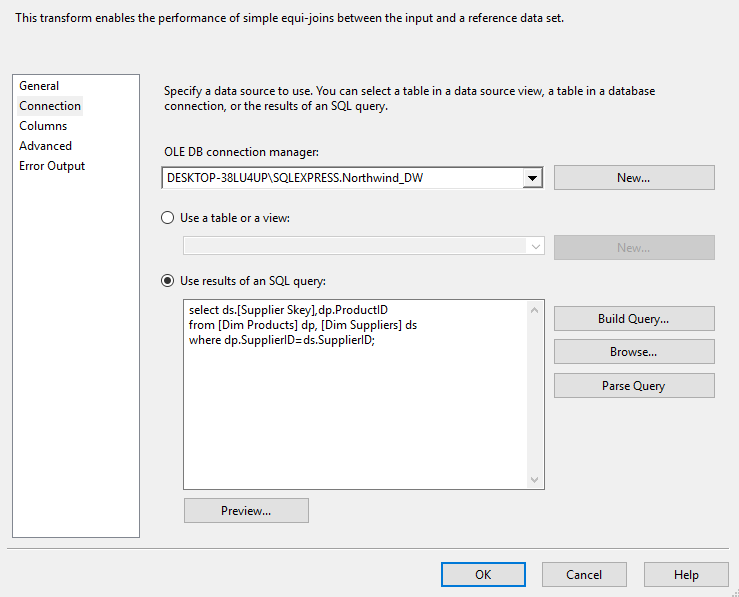 This transform enables the performance of simple equi-joins between the input and a reference data set.
General
Connection
Columns
Advanced
Error Output
Specify a data source to use. You can select a table in a data source view, a table in a database
connection, or the results of an SQL query.
OLE DB connection manager:
DESKTOP-38LU4UP\SQLEXPRESS.Northwind_DW
New...
Use a table or a view:
New...
Use results of an SQL query:
select ds.[Supplier Skey],dp.ProductID
from [Dim Products] dp, [Dim Suppliers] ds
where dp.SupplierID=ds.SupplierID;
Build Query...
Browse...
Parse Query
Preview...
OK
Cancel
Help